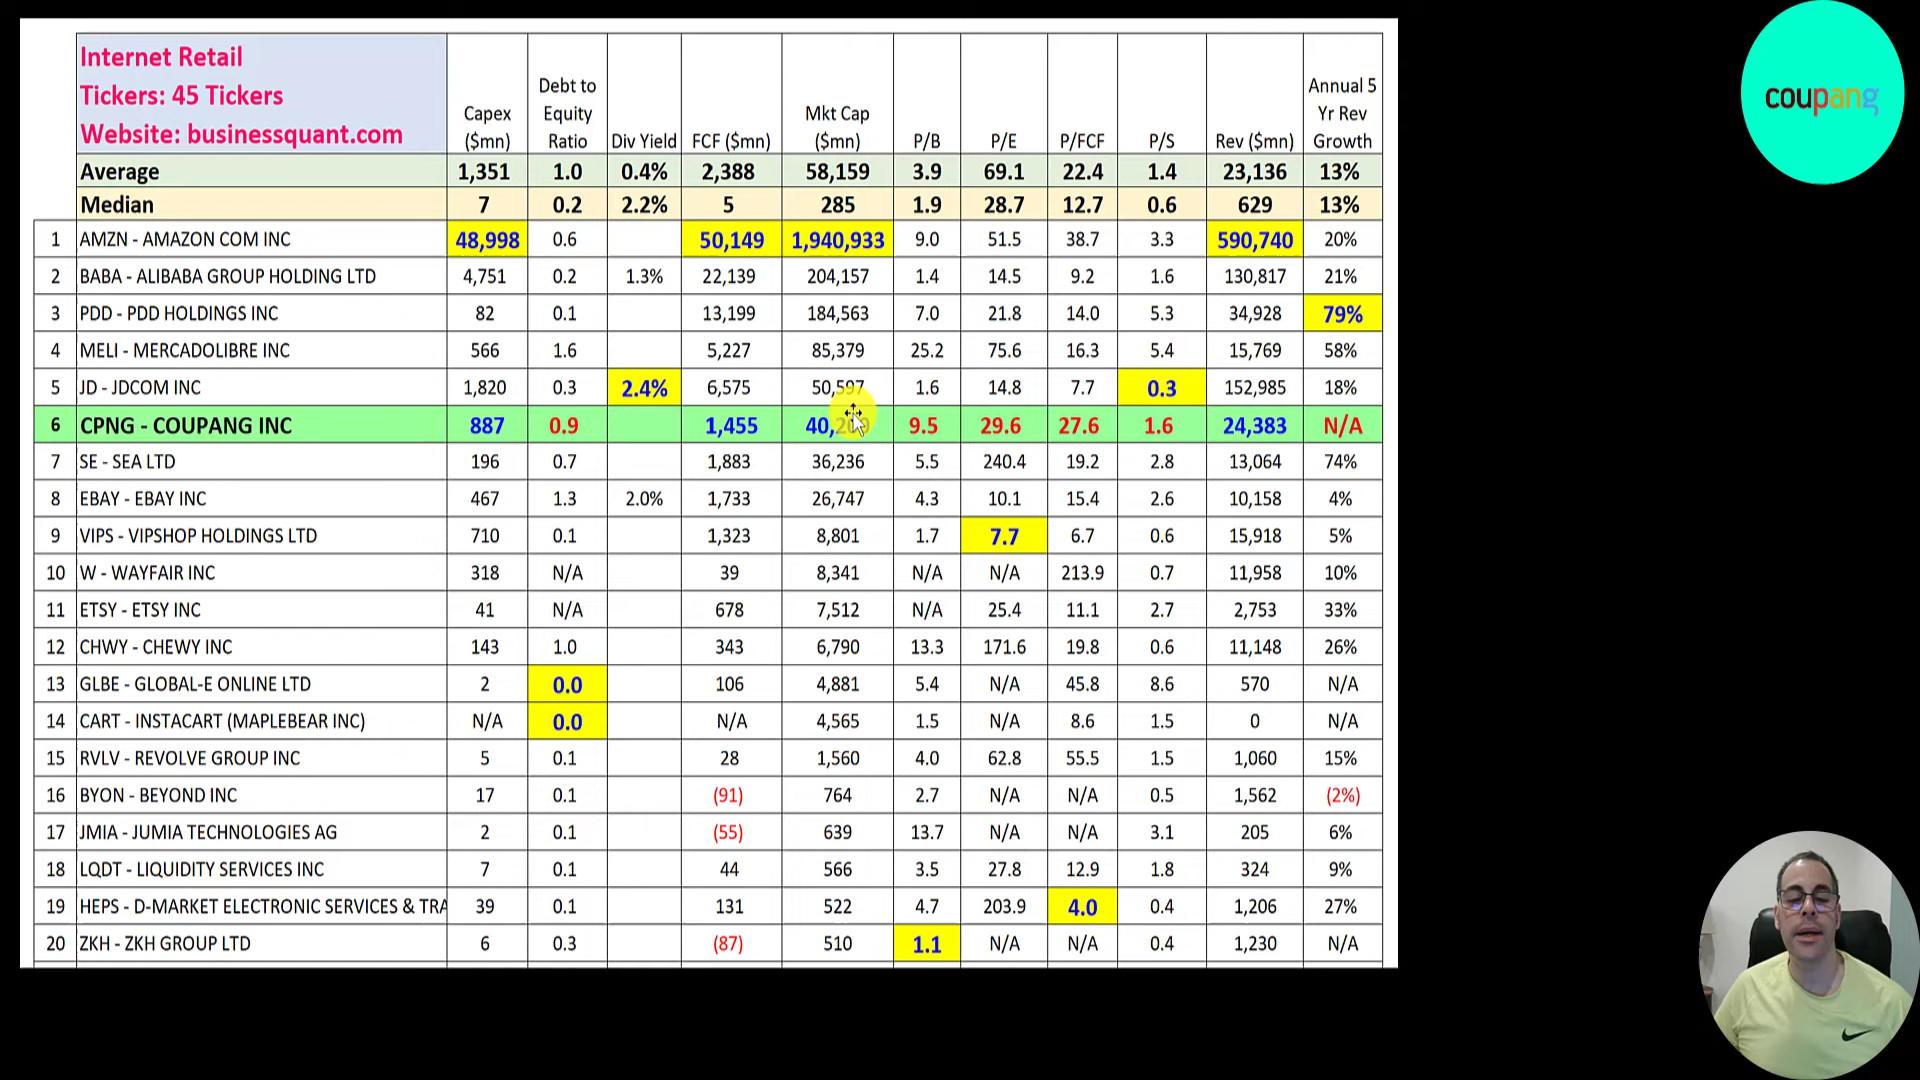 Internet Retail
Tickers: 45 Tickers
Website: businessquant.com
Capex ($mn) Debt to Equity Ratio Div Yield FCF ($mn) Mkt Cap ($mn) P/B P/E P/FCF P/S Rev ($mn) Annual 5 Yr Rev Growth
Average 1,351 1.0 0.4% 2,388 58,159 3.9 69.1 22.4 1.4 23,136 13%
Median 7 0.2 2.2% 5 285 1.9 28.7 12.7 0.6 629 13%
1 AMZN - AMAZON COM INC 48,998 0.6 50,149 1,940,933 9.0 51.5 38.7 3.3 590,740 20%
2 BABA - ALIBABA GROUP HOLDING LTD 4,751 0.2 1.3% 22,139 204,157 1.4 14.5 9.2 1.6 130,817 21%
3 PDD - PDD HOLDINGS INC 82 0.1 13,199 184,563 7.0 21.8 14.0 5.3 34,928 79%
4 MELI - MERCADOLIBRE INC 566 1.6 5,227 85,379 25.2 75.6 16.3 5.4 15,769 58%
5 JD - JDCOM INC 1,820 0.3 2.4% 6,575 50,597 1.6 14.8 7.7 0.3 152,985 18%
6 CPNG - COUPANG INC 887 0.9 1,455 9.5 29.6 27.6 1.6 24,383 N/A
7 SE - SEA LTD 196 0.7 1,883 36,236 5.5 240.4 19.2 2.8 13,064 74%
8 EBAY - EBAY INC 467 1.3 2.0% 1,733 26,747 4.3 10.1 15.4 2.6 10,158 4%
9 VIPS - VIPSHOP HOLDINGS LTD 710 0.1 1,323 8,801 1.7 7.7 6.7 0.6 15,918 5%
10 W - WAYFAIR INC 318 N/A 39 8,341 N/A N/A 213.9 0.7 11,958 10%
11 ETSY - ETSY INC 41 N/A 678 7,512 N/A 25.4 11.1 2.7 2,753 33%
12 CHWY - CHEWY INC 143 1.0 343 6,790 13.3 171.6 19.8 0.6 11,148 26%
13 GLBE - GLOBAL-E ONLINE LTD 2 0.0 106 4,881 5.4 N/A 45.8 8.6 570 N/A
14 CART - INSTACART (MAPLEBEAR INC) N/A 0.0 N/A 4,565 1.5 N/A 8.6 1.5 0 N/A
15 RVLV - REVOLVE GROUP INC 5 0.1 28 1,560 4.0 62.8 55.5 1.5 1,060 15%
16 BYON - BEYOND INC 17 0.1 (91) 764 2.7 N/A N/A 0.5 1,562 (2%)
17 JMIA - JUMIA TECHNOLOGIES AG 2 0.1 (55) 639 13.7 N/A N/A 3.1 205 6%
18 LQDT - LIQUIDITY SERVICES INC 7 0.1 44 566 3.5 27.8 12.9 1.8 324 9%
19 HEPS - D-MARKET ELECTRONIC SERVICES & TRA 39 0.1 131 522 4.7 203.9 4.0 0.4 1,206 27%
20 ZKH - ZKH GROUP LTD 6 0.3 (87) 510 1.1 N/A N/A 0.4 1,230 N/A
coupang